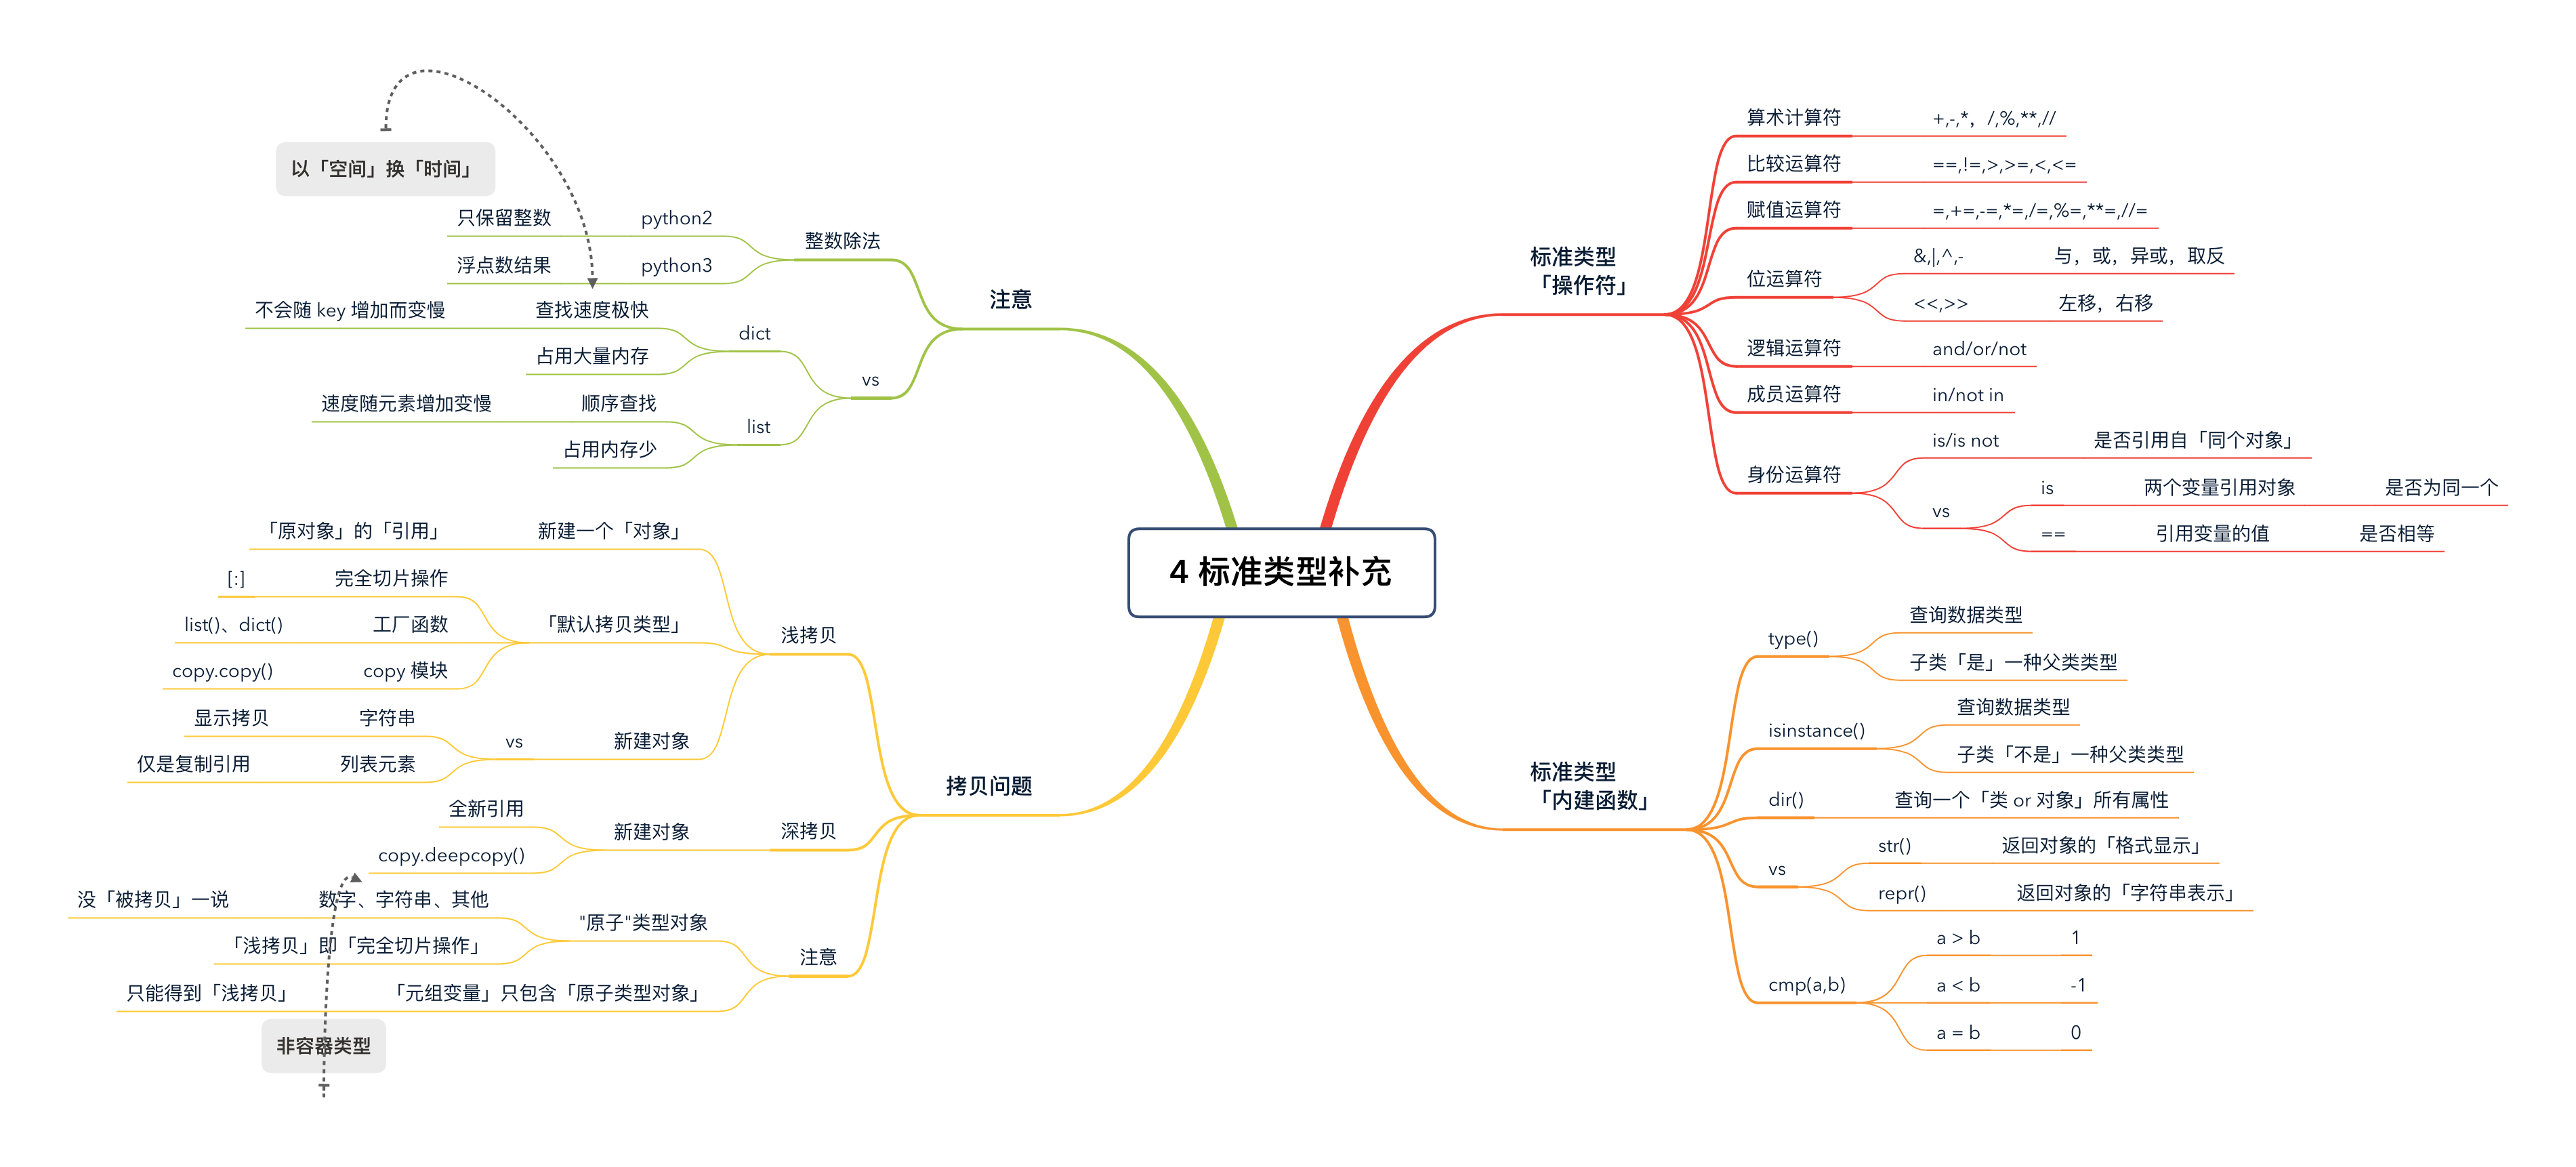 4 标准类型补充
标准类型
「操作符」
算术计算符
+,-,*，/,%,**,//
比较运算符
==,!=,>,>=,<,<=
赋值运算符
=,+=,-=,*=,/=,%=,**=,//=
位运算符
&,|,^,-
与，或，异或，取反
<<,>>
左移，右移
逻辑运算符
and/or/not
成员运算符
in/not in
身份运算符
is/is not
是否引用自「同个对象」
vs
is
两个变量引用对象
是否为同一个
==
引用变量的值
是否相等
标准类型
「内建函数」
type()
查询数据类型
子类「是」一种父类类型
isinstance()
查询数据类型
子类「不是」一种父类类型
dir()
查询一个「类 or 对象」所有属性
vs
str()
返回对象的「格式显示」
repr()
返回对象的「字符串表示」
cmp(a,b)
a > b
1
a < b
-1
a = b
0
注意
整数除法
python2
只保留整数
python3
浮点数结果
vs
dict
查找速度极快
不会随 key 增加而变慢
占用大量内存
list
顺序查找
速度随元素增加变慢
占用内存少
以「空间」换「时间」
拷贝问题
浅拷贝
新建一个「对象」
「原对象」的「引用」
「默认拷贝类型」
完全切片操作
[:]
工厂函数
list()、dict()
copy 模块
copy.copy()
新建对象
vs
字符串
显示拷贝
列表元素
仅是复制引用
深拷贝
新建对象
全新引用
copy.deepcopy()
注意
"原子"类型对象
数字、字符串、其他
没「被拷贝」一说
「浅拷贝」即「完全切片操作」
「元组变量」只包含「原子类型对象」
只能得到「浅拷贝」
非容器类型